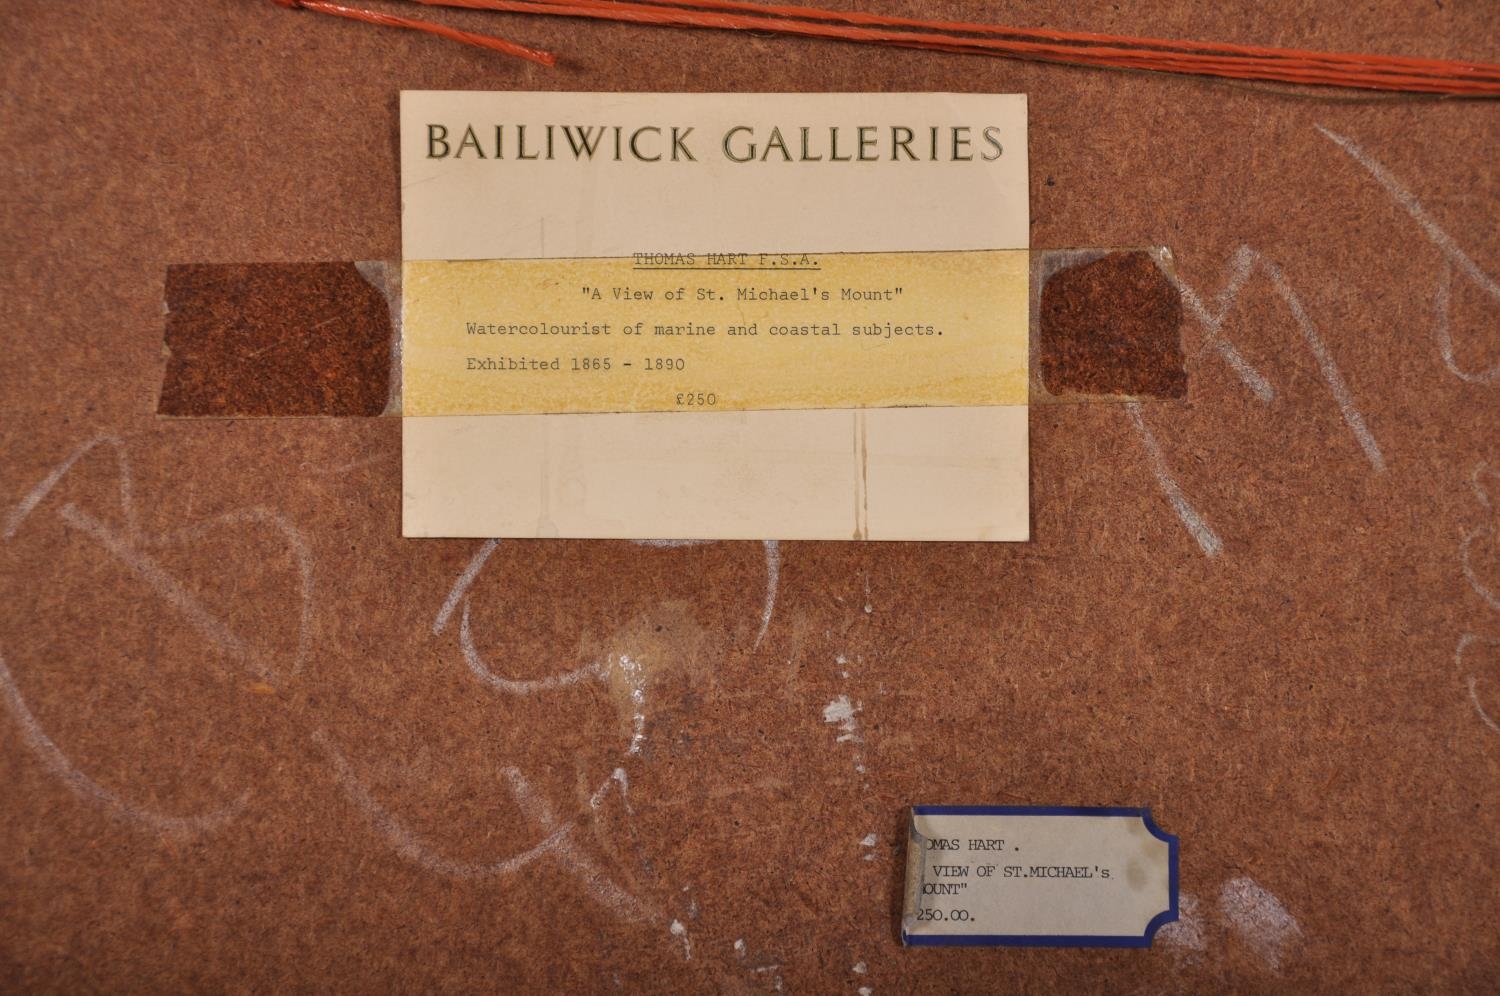 BAILIWICK GALLERIES
THOMAS HART F.S.A.
"A View of St. Michael's Mount"
Watercolourist of marine and coastal subjects.
Exhibited 1865 - 1890
£250
OMAS HART .
VIEW OF ST.MICHAEL's
OUNT"
250.00.